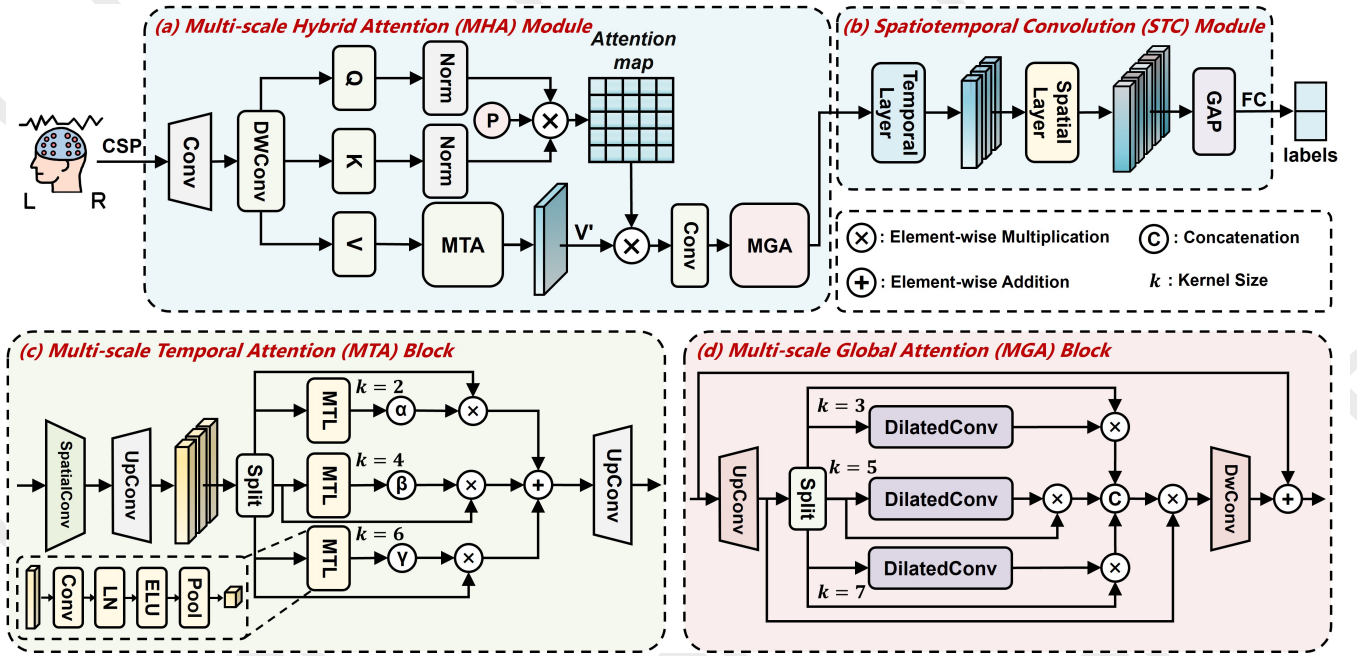 (a) Multi-scale Hybrid Attention (MHA) Module
Attention
map
Q
Norm
P
×
CSP
Conv
DWConv
K
Norm
L
R
V
MTA
V'
×
Conv
MGA
(b) Spatiotemporal Convolution (STC) Module
Temporal
Layer
Spatial
Layer
GAP
FC
labels
×: Element-wise Multiplication
C: Concatenation
+: Element-wise Addition
k: Kernel Size
(c) Multi-scale Temporal Attention (MTA) Block
SpatialConv
UpConv
Split
MTL
k = 2
α
×
MTL
k = 4
β
×
+
UpConv
MTL
k = 6
γ
×
Conv
LN
ELU
Pool
(d) Multi-scale Global Attention (MGA) Block
UpConv
Split
k = 3
DilatedConv
×
k = 5
DilatedConv
×
C
×
DwConv
+
DilatedConv
k = 7
×